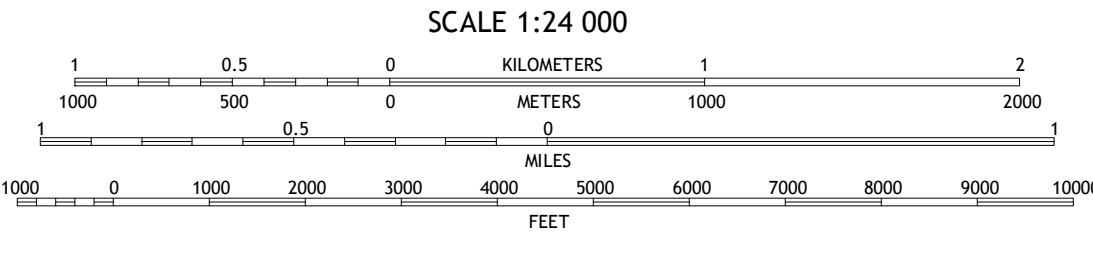 SCALE 1:24 000
1 0.5 0 KILOMETERS 1 2
1000 500 0 METERS 1000 2000
1 0.5 0 1
MILES
1000 0 1000 2000 3000 4000 5000 6000 7000 8000 9000 10000
FEET